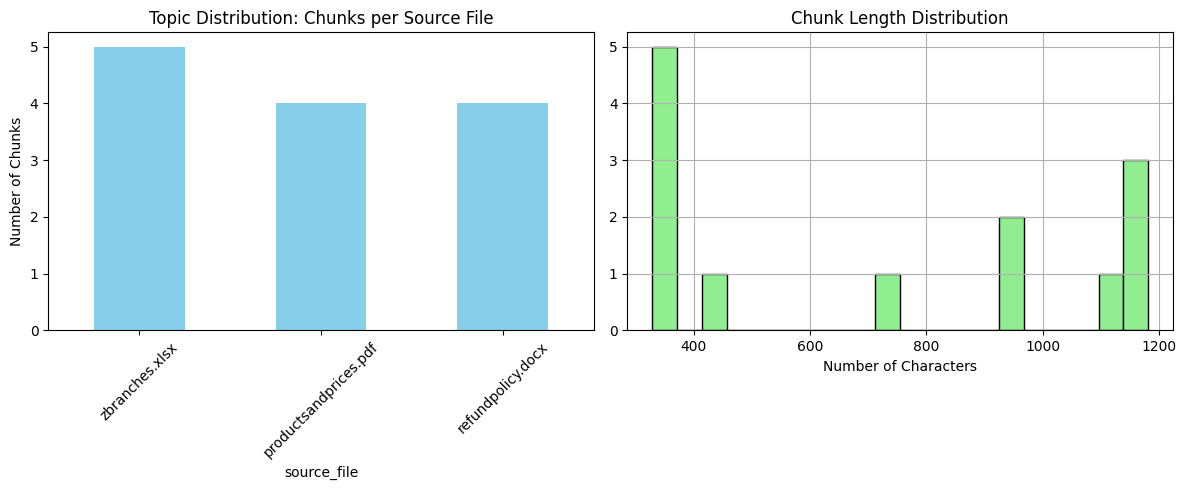 Topic Distribution: Chunks per Source File
Number of Chunks
5
4
3
2
1
0
zbranches.xlsx
productsandprices.pdf
refundpolicy.docx
source_file
Chunk Length Distribution
5
4
3
2
1
0
400
600
800
1000
1200
Number of Characters